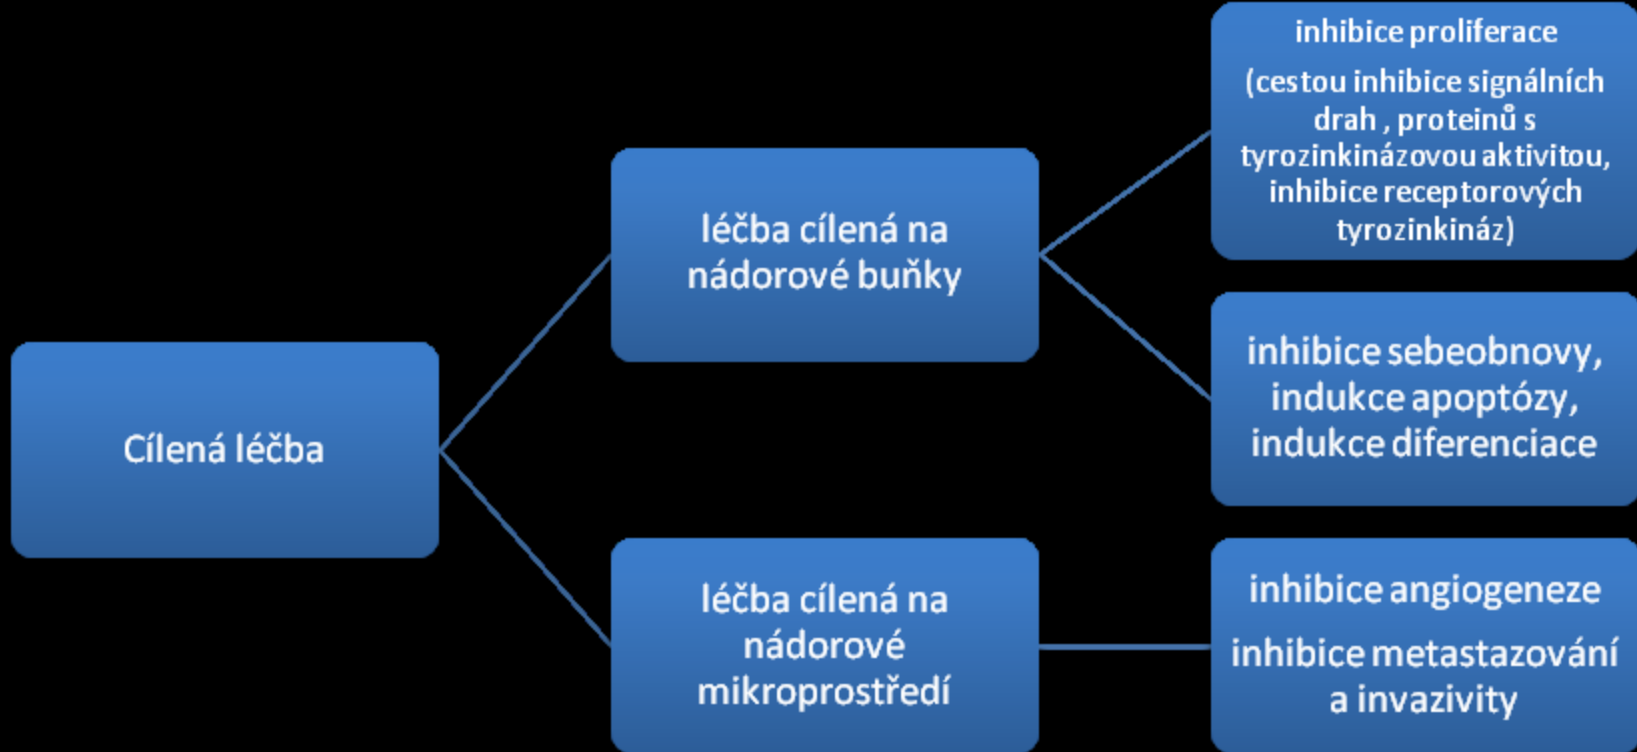 Cílená léčba
léčba cílená na
nádorové buňky
inhibice proliferace
(cestou inhibice signálních
drah , proteinů s
tyrozinkinázovou aktivitou,
inhibice receptorových
tyrozinkináz)
inhibice sebeobnovy,
indukce apoptózy,
indukce diferenciace
léčba cílená na
nádorové
mikroprostředí
inhibice angiogeneze
inhibice metastazování
a invazivity